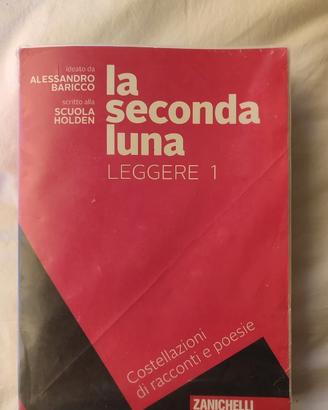 ideato da
ALESSANDRO
BARICCO
scritto alla
SCUOLA
HOLDEN
la
seconda
luna
LEGGERE 1
Costellazioni
di racconti e poesie
ZANICHELLI